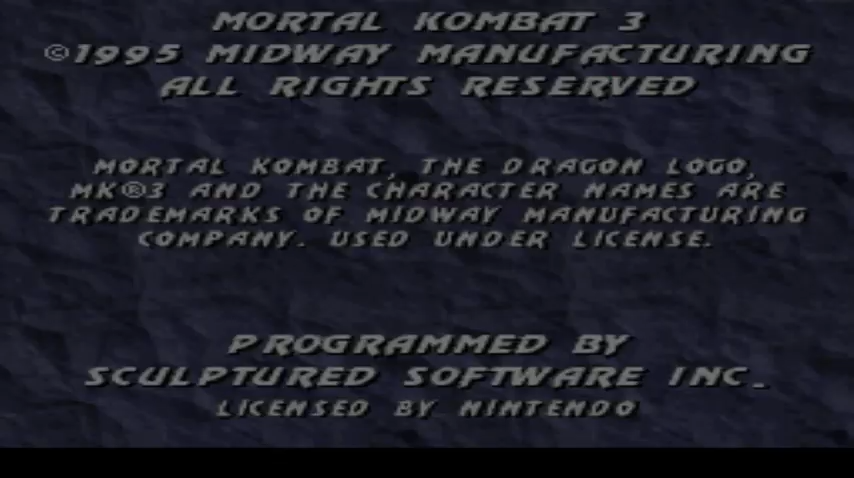 MORTAL KOMBAT 3
©1995 MIDWAY MANUFACTURING
ALL RIGHTS RESERVED
MORTAL KOMBAT, THE DRAGON LOGO,
MK®3 AND THE CHARACTER NAMES ARE
TRADEMARKS OF MIDWAY MANUFACTURING
COMPANY. USED UNDER LICENSE.
PROGRAMMED BY
SCULPTURED SOFTWARE INC.
LICENSED BY NINTENDO